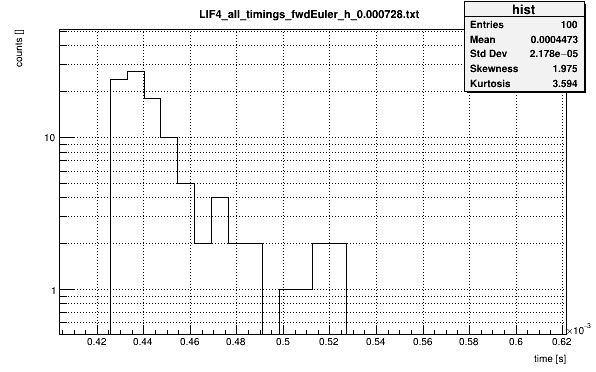 LIF4_all_timings_fwdEuler_h_0.000728.txt
hist
Entries 100
Mean 0.0004473
Std Dev 2.178e−05
Skewness 1.975
Kurtosis 3.594
counts []
10
1
0.42 0.44 0.46 0.48 0.5 0.52 0.54 0.56 0.58 0.6 0.62
×10⁻³
time [s]